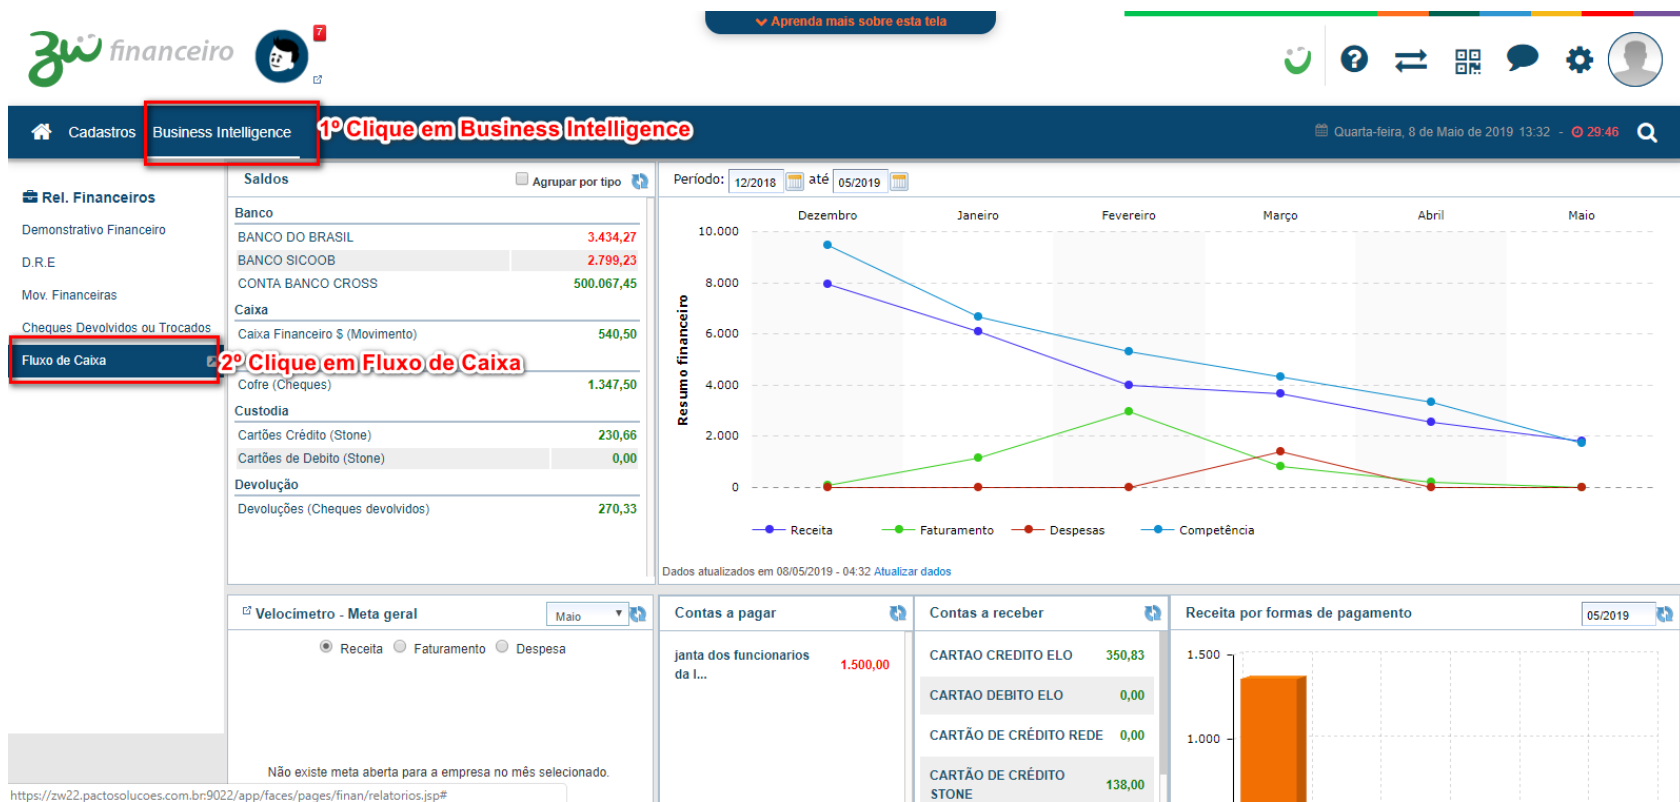 Aprenda mais sobre esta tela
zw financeiro
7
Cadastros
Business Intelligence
1º Clique em Business Intelligence
Quarta-feira, 8 de Maio de 2019 13:32 - 29:46
Rel. Financeiros
Demonstrativo Financeiro
D.R.E
Mov. Financeiras
Cheques Devolvidos ou Trocados
Fluxo de Caixa
2º Clique em Fluxo de Caixa
Saldos
Agrupar por tipo
Banco
BANCO DO BRASIL 3.434,27
BANCO SICOOB 2.799,23
CONTA BANCO CROSS 500.067,45
Caixa
Caixa Financeiro $ (Movimento) 540,50
Cofre (Cheques) 1.347,50
Custodia
Cartões Crédito (Stone) 230,66
Cartões de Debito (Stone) 0,00
Devolução
Devoluções (Cheques devolvidos) 270,33
Período: 12/2018 até 05/2019
Dezembro Janeiro Fevereiro Março Abril Maio
Resumo financeiro
10.000
8.000
6.000
4.000
2.000
0
Receita Faturamento Despesas Competência
Dados atualizados em 08/05/2019 - 04:32 Atualizar dados
Velocímetro - Meta geral
Maio
Receita Faturamento Despesa
Não existe meta aberta para a empresa no mês selecionado.
Contas a pagar
janta dos funcionarios
da l...
1.500,00
Contas a receber
CARTAO CREDITO ELO 350,83
CARTAO DEBITO ELO 0,00
CARTÃO DE CRÉDITO REDE 0,00
CARTÃO DE CRÉDITO
STONE
138,00
Receita por formas de pagamento
05/2019
1.500
1.000
https://zw22.pactosolucoes.com.br:9022/app/faces/pages/finan/relatorios.jsp#